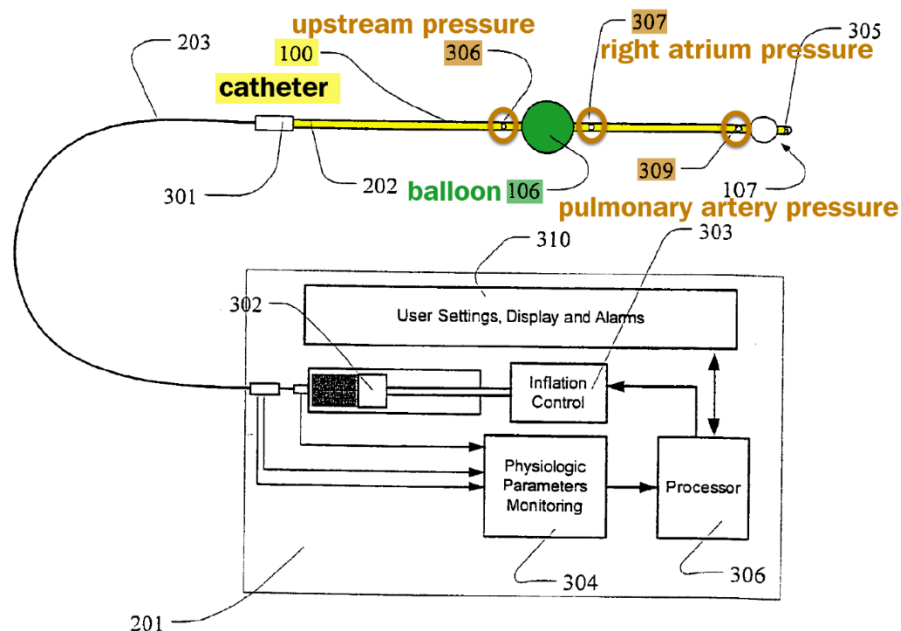 203
upstream pressure
307
305
100
306
right atrium pressure
catheter
301
202
balloon 106
309
107
pulmonary artery pressure
310
303
302
User Settings, Display and Alarms
Inflation
Control
Physiologic
Parameters
Monitoring
Processor
304
306
201